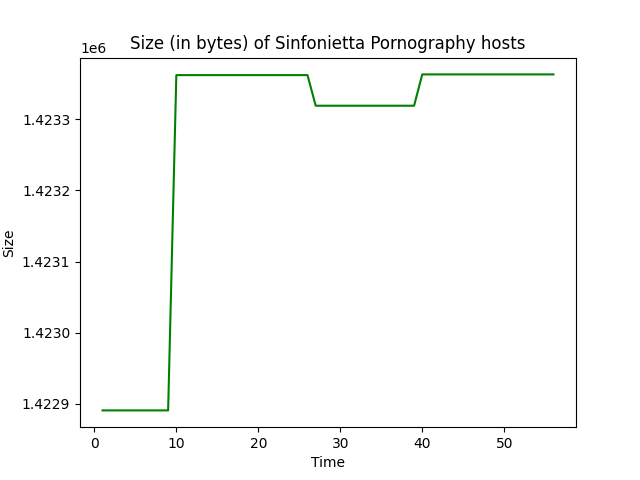 Size (in bytes) of Sinfonietta Pornography hosts
1e6
1.4233
1.4232
1.4231
1.4230
1.4229
Size
0 10 20 30 40 50
Time